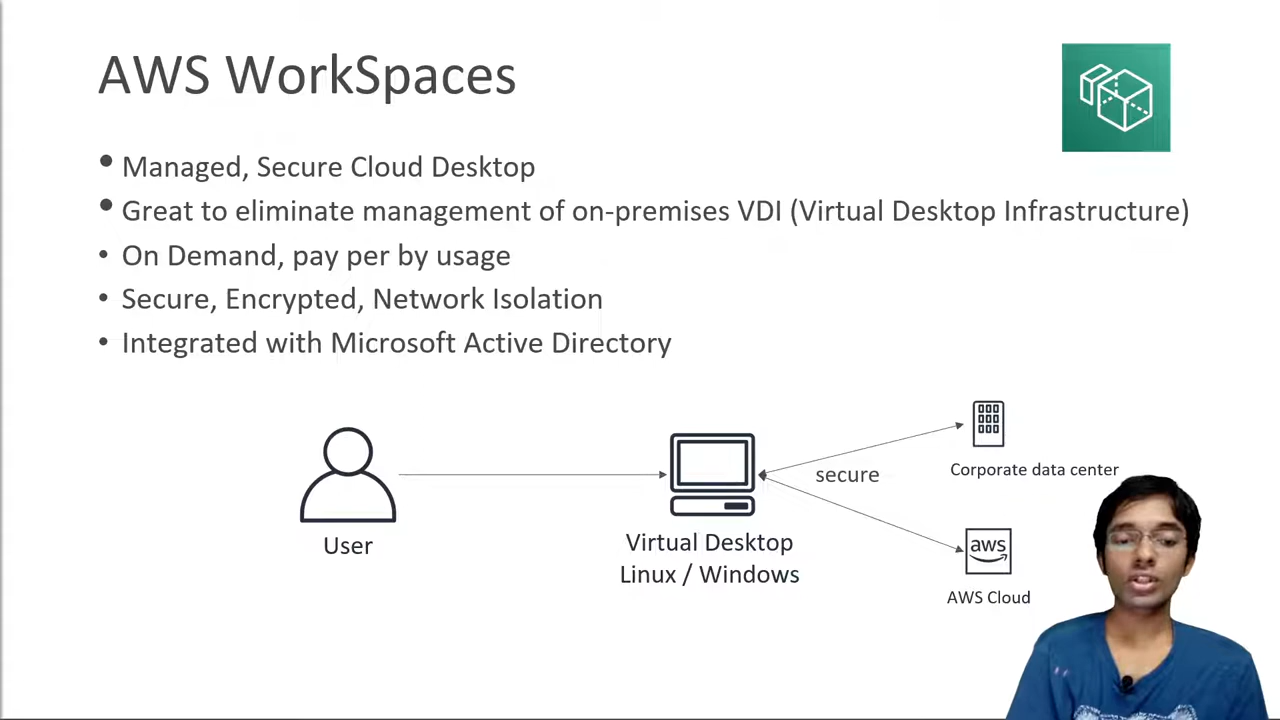 AWS WorkSpaces
• Managed, Secure Cloud Desktop
• Great to eliminate management of on-premises VDI (Virtual Desktop Infrastructure)
• On Demand, pay per by usage
• Secure, Encrypted, Network Isolation
• Integrated with Microsoft Active Directory
secure
Corporate data center
User
Virtual Desktop
Linux / Windows
aws
AWS Cloud